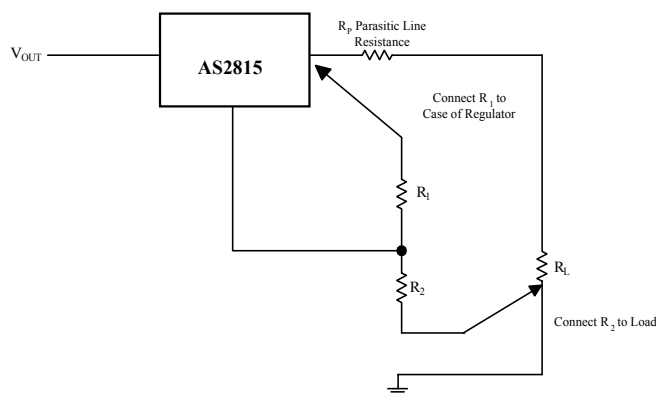 R_P Parasitic Line
Resistance
V_OUT
AS2815
Connect R_1 to
Case of Regulator
R_1
R_L
R_2
Connect R_2 to Load